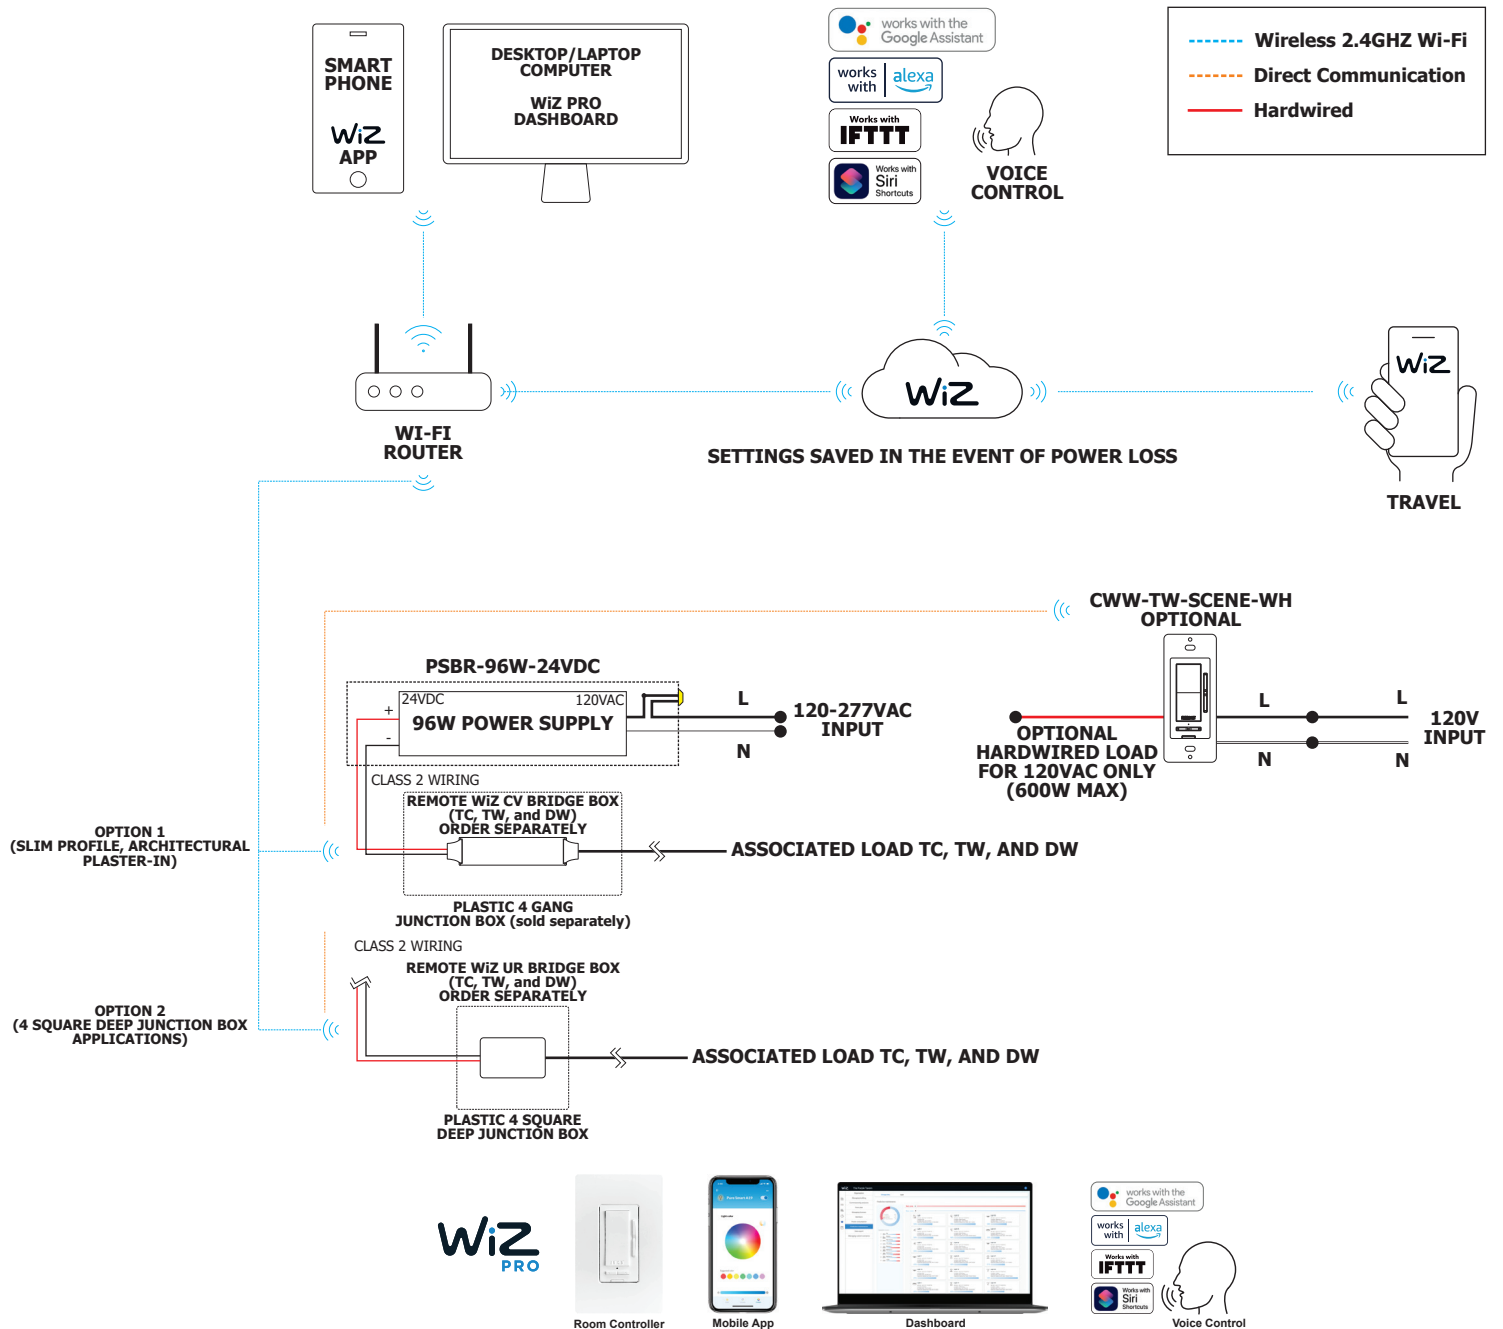 SMART
PHONE
WiZ
APP
DESKTOP/LAPTOP
COMPUTER
WiZ PRO
DASHBOARD
works with the
Google Assistant
works
with
alexa
Works with
IFTTT
Works with
Siri
Shortcuts
VOICE
CONTROL
Wireless 2.4GHZ Wi-Fi
Direct Communication
Hardwired
WI-FI
ROUTER
WiZ
SETTINGS SAVED IN THE EVENT OF POWER LOSS
WiZ
TRAVEL
CWW-TW-SCENE-WH
OPTIONAL
PSBR-96W-24VDC
24VDC
120VAC
+
-
96W POWER SUPPLY
L
N
120-277VAC
INPUT
OPTIONAL
HARDWIRED LOAD
FOR 120VAC ONLY
(600W MAX)
L
L
N
N
120V
INPUT
CLASS 2 WIRING
REMOTE WiZ CV BRIDGE BOX
(TC, TW, and DW)
ORDER SEPARATELY
OPTION 1
(SLIM PROFILE, ARCHITECTURAL
PLASTER-IN)
ASSOCIATED LOAD TC, TW, AND DW
PLASTIC 4 GANG
JUNCTION BOX (sold separately)
CLASS 2 WIRING
REMOTE WiZ UR BRIDGE BOX
(TC, TW, and DW)
ORDER SEPARATELY
OPTION 2
(4 SQUARE DEEP JUNCTION BOX
APPLICATIONS)
ASSOCIATED LOAD TC, TW, AND DW
PLASTIC 4 SQUARE
DEEP JUNCTION BOX
WiZ
PRO
works with the
Google Assistant
works
with
alexa
Works with
IFTTT
Works with
Siri
Shortcuts
Room Controller
Mobile App
Dashboard
Voice Control